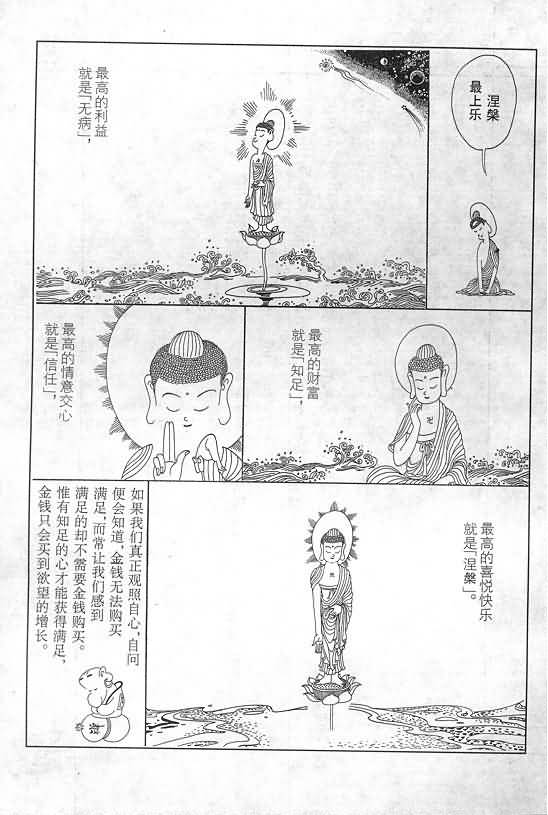 涅槃
最上乐
最高的利益
就是「无病」，
最高的财富
就是「知足」，
最高的情意交心
就是「信任」，
最高的喜悦快乐
就是「涅槃」。
如果我们真正观照自心，自问
便会知道，金钱无法购买
满足，而常让我们感到
满足的却不需要金钱购买。
惟有知足的心才能获得满足，
金钱只会买到欲望的增长。